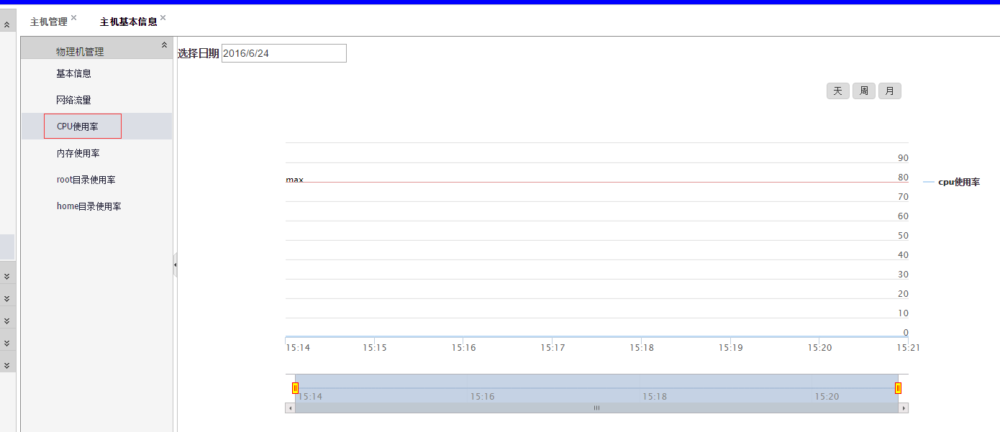 主机管理 主机基本信息
物理机管理
基本信息
网络流量
CPU使用率
内存使用率
root目录使用率
home目录使用率
选择日期 2016/6/24
天 周 月
90
max 80
cpu使用率
70
60
50
40
30
20
10
0
15:14 15:15 15:16 15:17 15:18 15:19 15:20 15:21
15:14 15:16 15:18 15:20